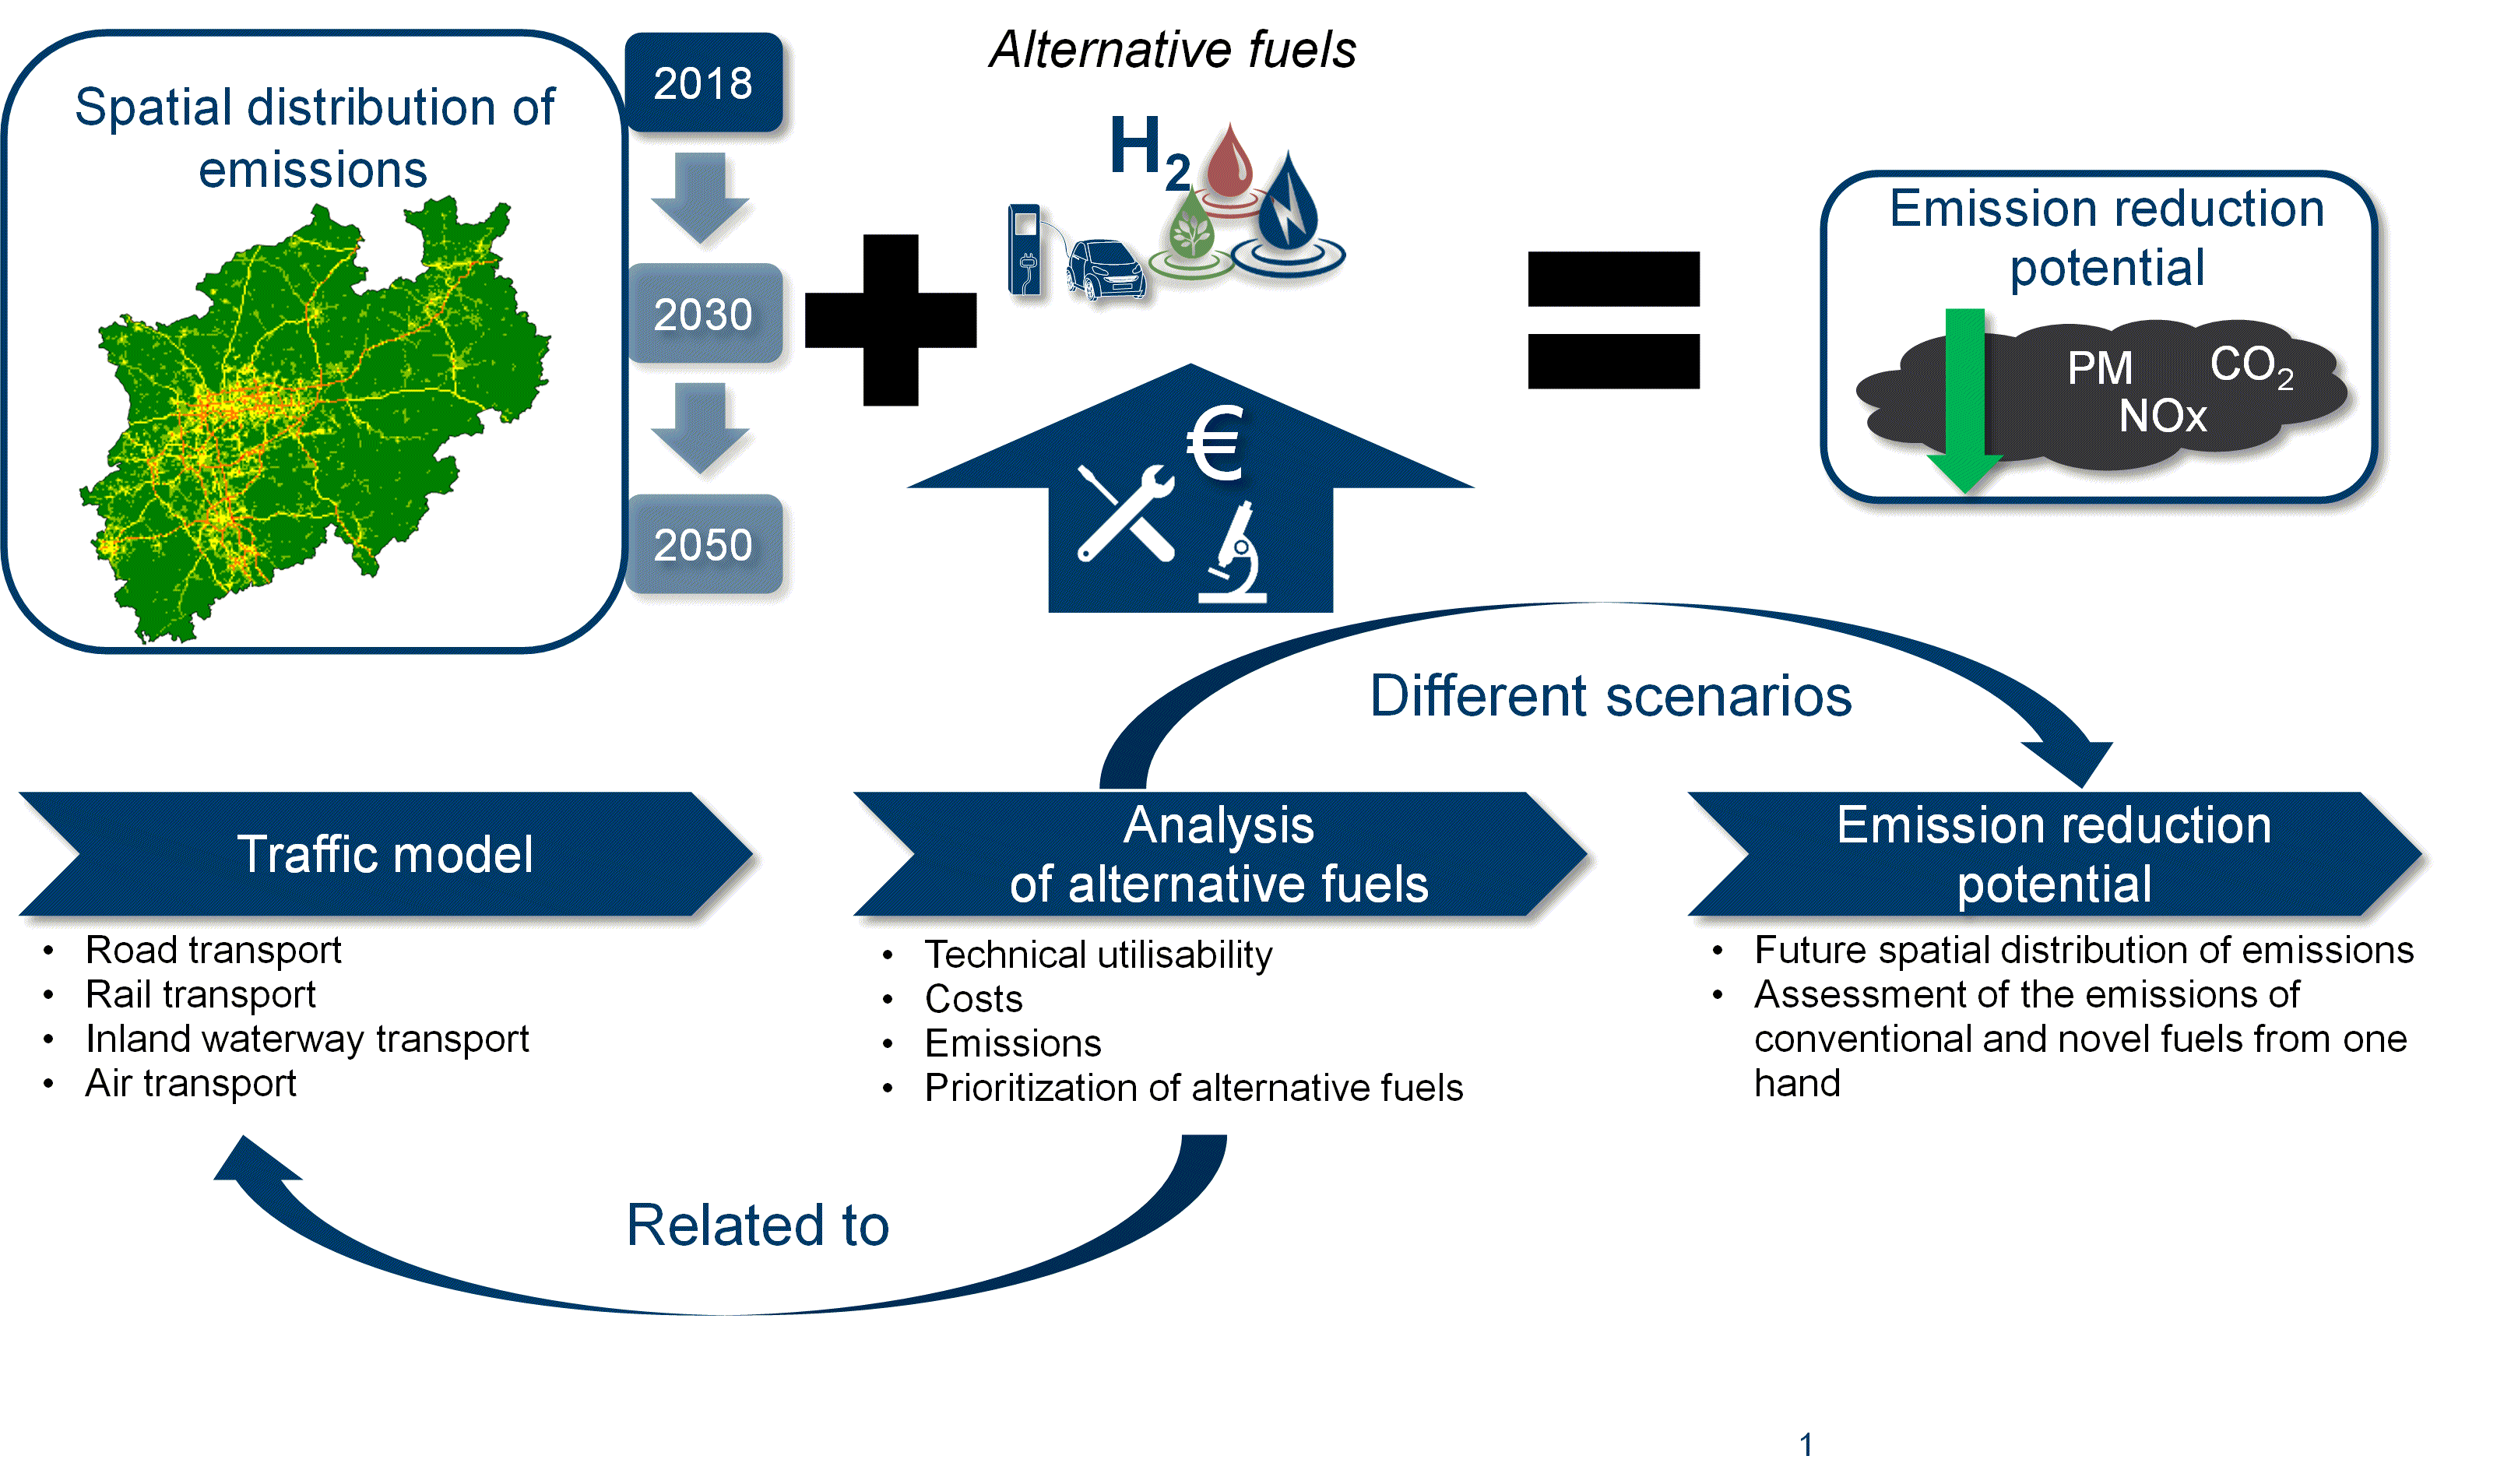 Spatial distribution of
emissions
2018
2030
2050
Alternative fuels
H2
€
Emission reduction
potential
PM
CO2
NOx
Different scenarios
Traffic model
• Road transport
• Rail transport
• Inland waterway transport
• Air transport
Analysis
of alternative fuels
• Technical utilisability
• Costs
• Emissions
• Prioritization of alternative fuels
Emission reduction
potential
• Future spatial distribution of emissions
• Assessment of the emissions of
conventional and novel fuels from one
hand
Related to
1